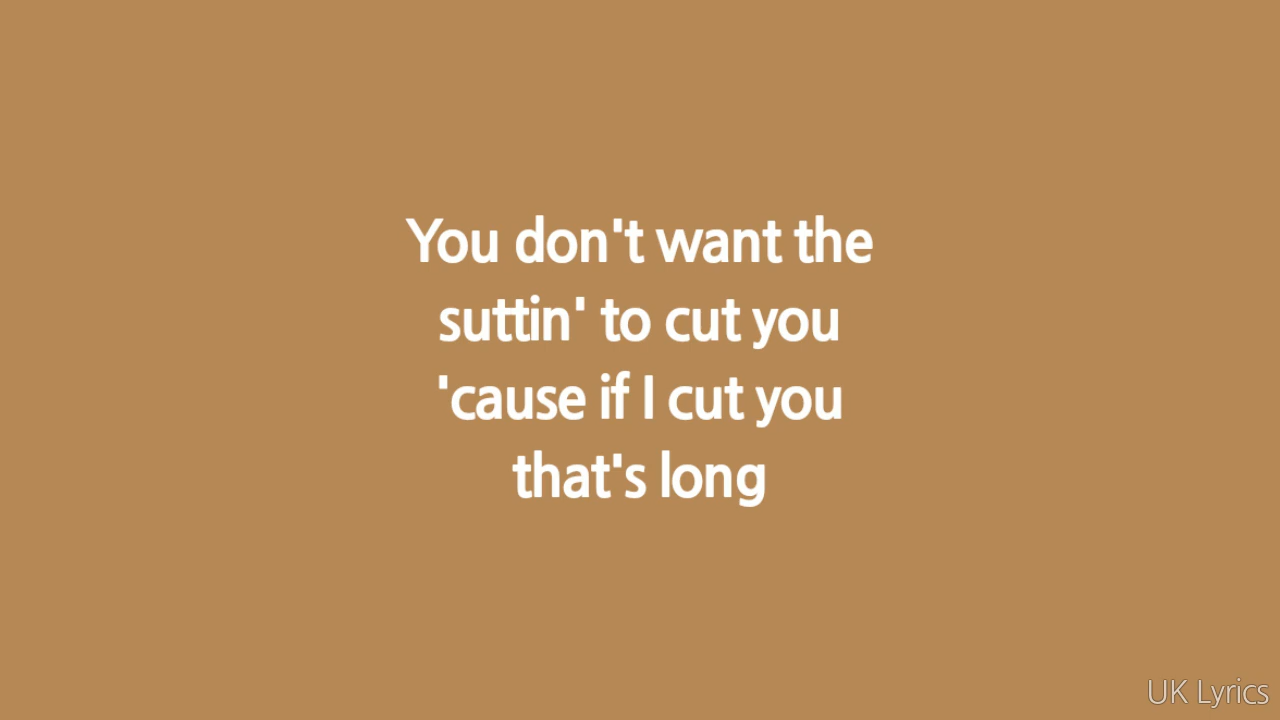 You don't want the
suttin' to cut you
'cause if I cut you
that's long
UK Lyrics